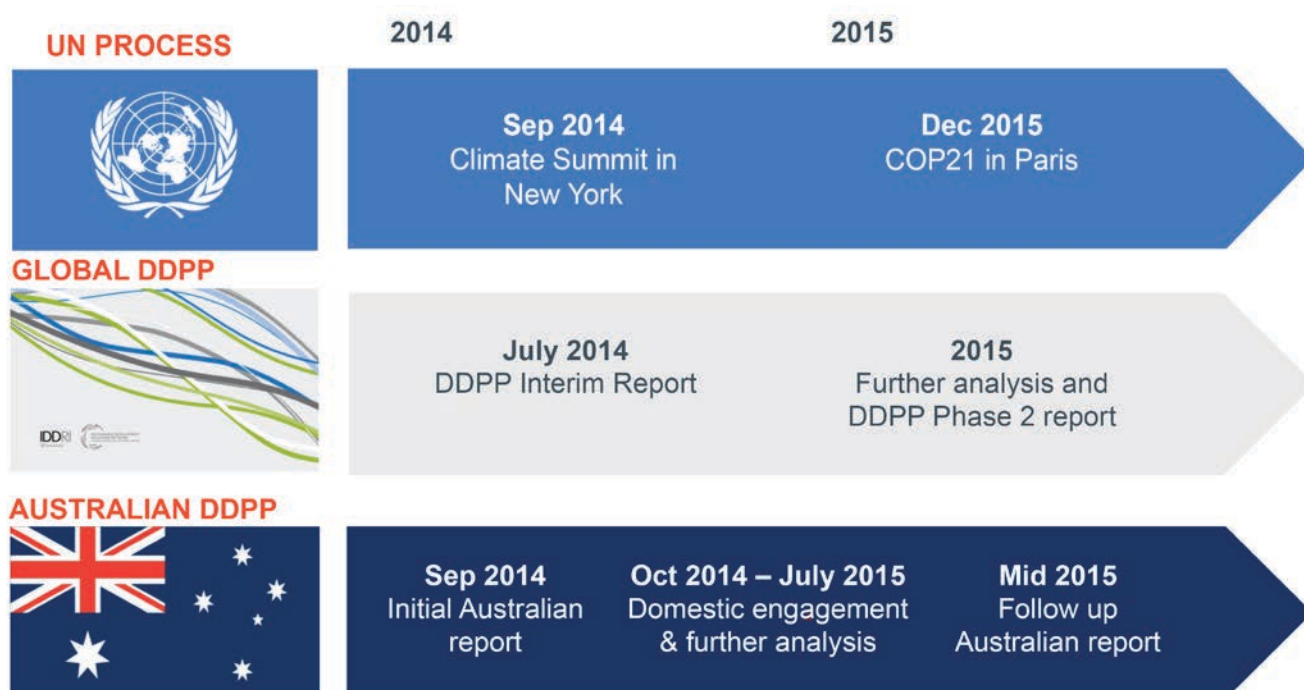 UN PROCESS
2014
2015
Sep 2014
Climate Summit in
New York
Dec 2015
COP21 in Paris
GLOBAL DDPP
IDDRI
July 2014
DDPP Interim Report
2015
Further analysis and
DDPP Phase 2 report
AUSTRALIAN DDPP
Sep 2014
Initial Australian
report
Oct 2014 – July 2015
Domestic engagement
& further analysis
Mid 2015
Follow up
Australian report